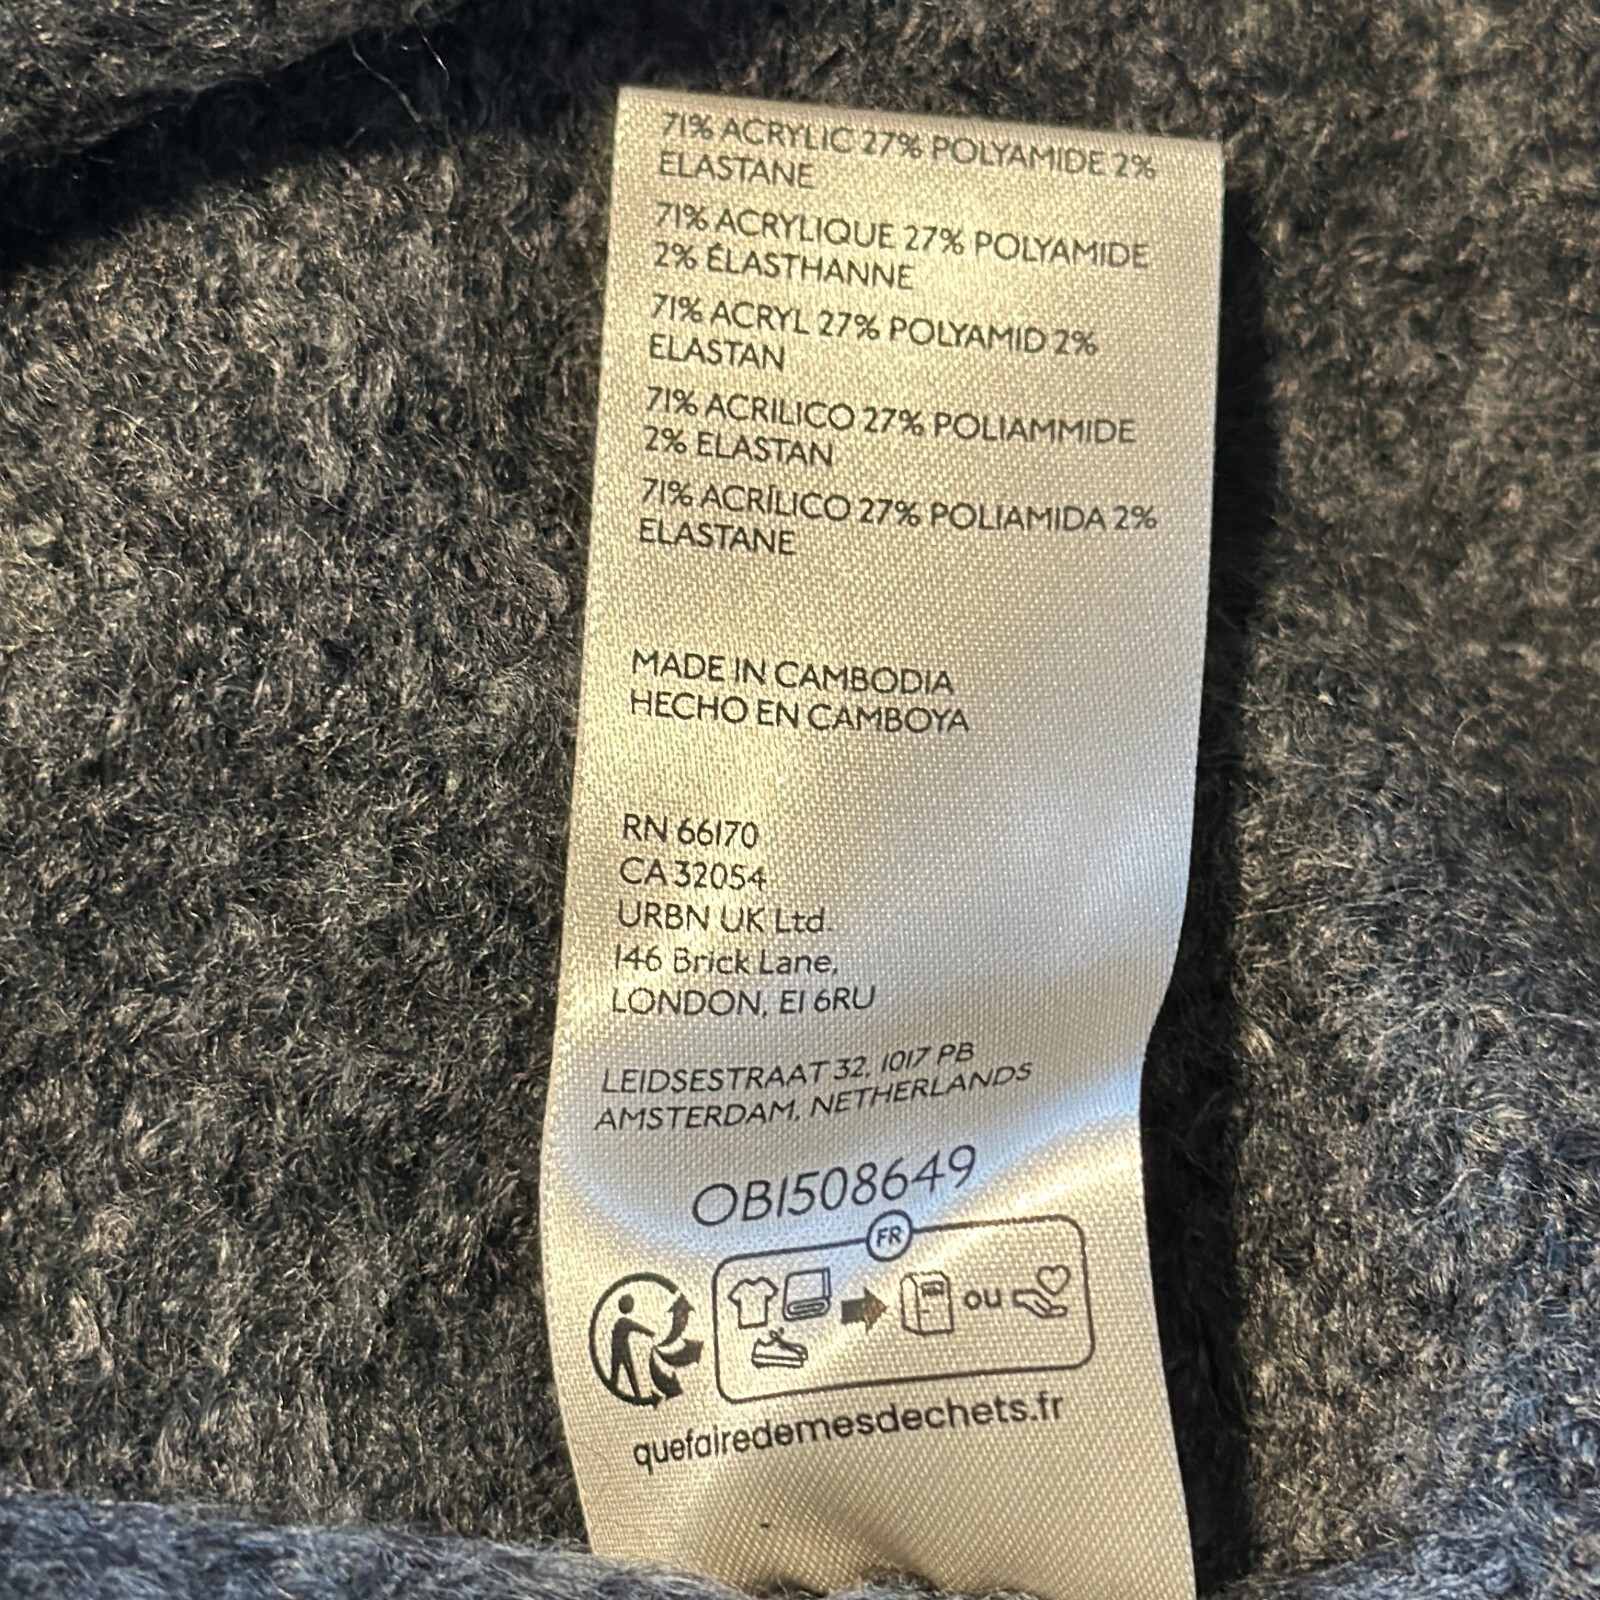 71% ACRYLIC 27% POLYAMIDE 2%
ELASTANE
71% ACRYLIQUE 27% POLYAMIDE
2% ÉLASTHANNE
71% ACRYL 27% POLYAMID 2%
ELASTAN
71% ACRILICO 27% POLIAMMIDE
2% ELASTAN
71% ACRÍLICO 27% POLIAMIDA 2%
ELASTANE
MADE IN CAMBODIA
HECHO EN CAMBOYA
RN 66170
CA 32054
URBN UK Ltd.
146 Brick Lane,
LONDON, E1 6RU
LEIDSESTRAAT 32, 1017 PB
AMSTERDAM, NETHERLANDS
OB1508649
FR
ou
quefairedemesdechets.fr